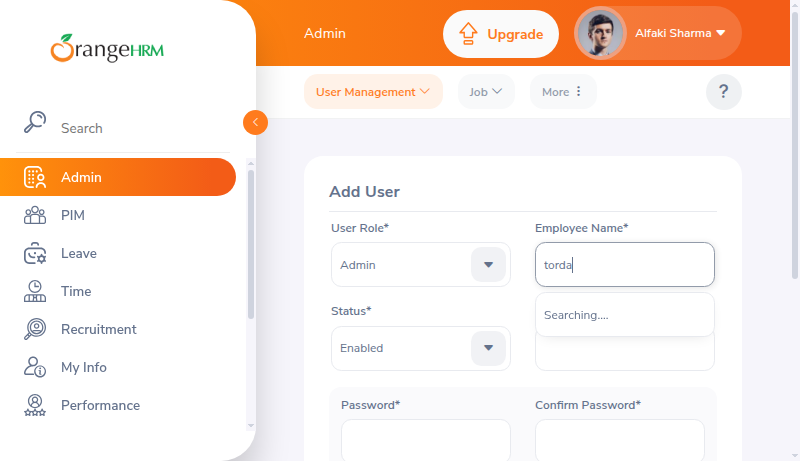 OrangeHRM
Admin
Upgrade
Alfaki Sharma
User Management
Job
More
?
Search
Admin
PIM
Leave
Time
Recruitment
My Info
Performance
Add User
User Role*
Employee Name*
Admin
torda
Status*
Searching....
Enabled
Password*
Confirm Password*